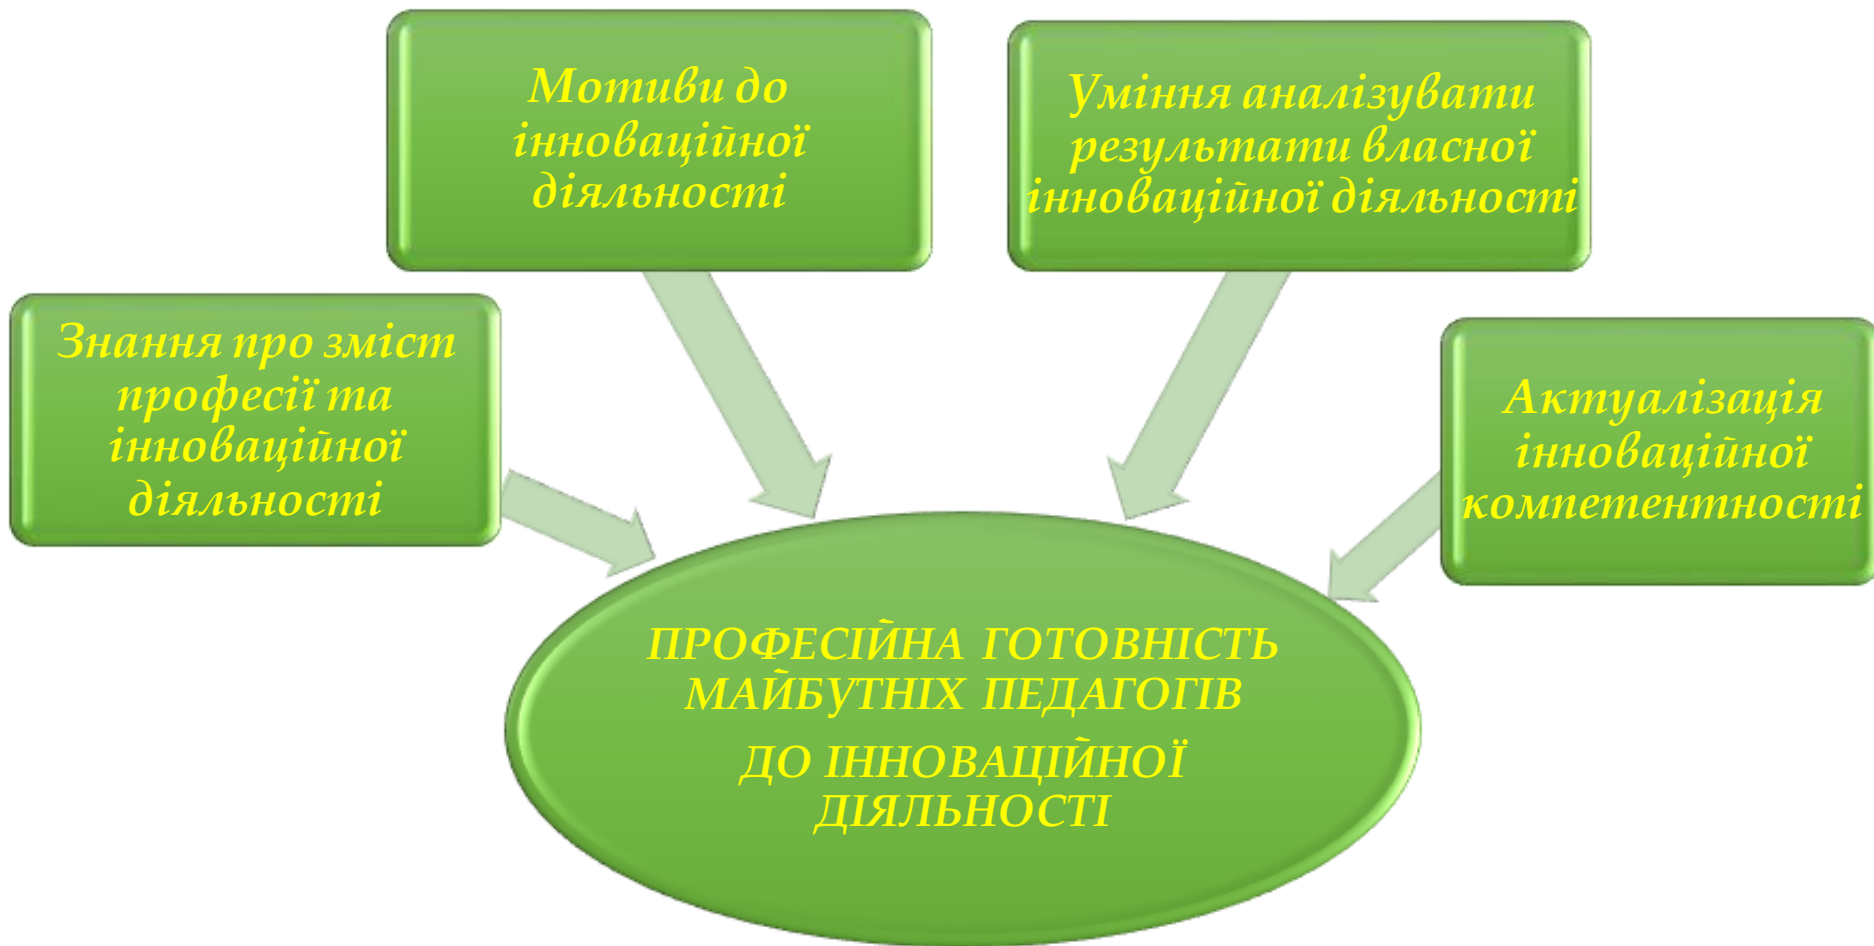 Мотиви до
інноваційної
діяльності
Уміння аналізувати
результати власної
інноваційної діяльності
Знання про зміст
професії та
інноваційної
діяльності
Актуалізація
інноваційної
компетентності
ПРОФЕСІЙНА ГОТОВНІСТЬ
МАЙБУТНІХ ПЕДАГОГІВ
ДО ІННОВАЦІЙНОЇ
ДІЯЛЬНОСТІ